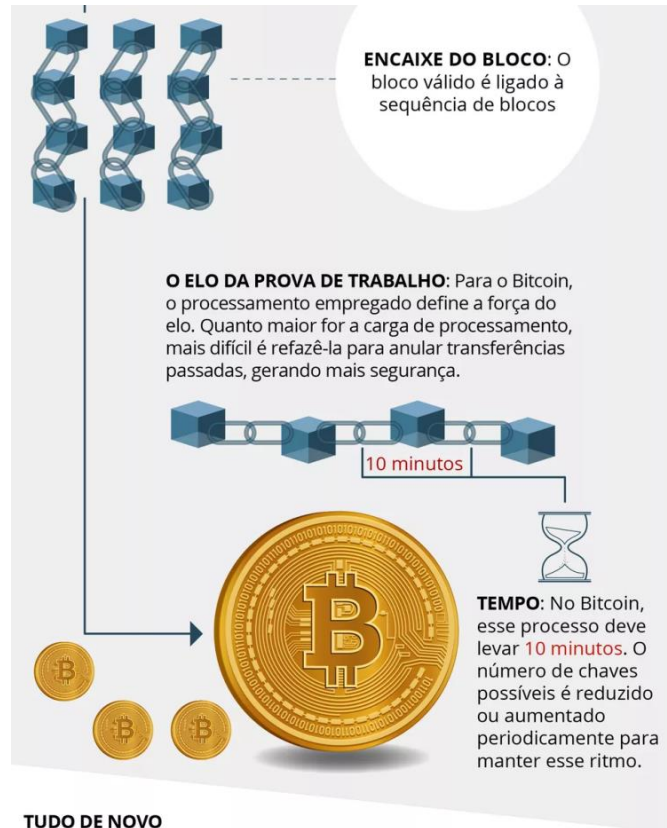 ENCAIXE DO BLOCO: O
bloco válido é ligado à
sequência de blocos
O ELO DA PROVA DE TRABALHO: Para o Bitcoin,
o processamento empregado define a força do
elo. Quanto maior for a carga de processamento,
mais difícil é refazê-la para anular transferências
passadas, gerando mais segurança.
10 minutos
TEMPO: No Bitcoin,
esse processo deve
levar 10 minutos. O
número de chaves
possíveis é reduzido
ou aumentado
periodicamente para
manter esse ritmo.
TUDO DE NOVO